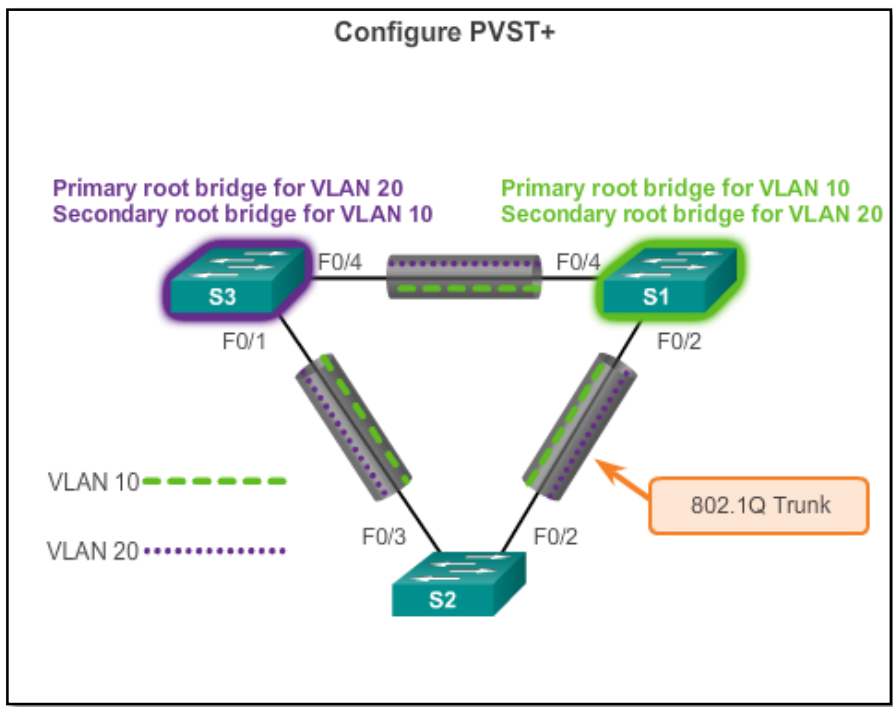 Configure PVST+
Primary root bridge for VLAN 20
Secondary root bridge for VLAN 10
Primary root bridge for VLAN 10
Secondary root bridge for VLAN 20
F0/4
F0/4
S3
S1
F0/1
F0/2
VLAN 10
802.1Q Trunk
F0/3
F0/2
VLAN 20
S2